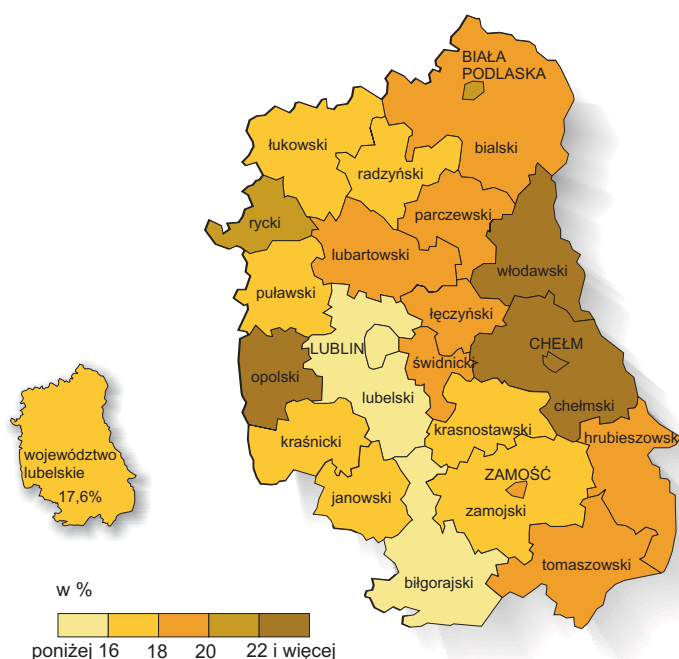 BIAŁA
PODLASKA
łukowski
radzyński
bialski
rycki
parczewski
lubartowski
włodawski
puławski
łęczyński
LUBLIN
świdnicki
CHEŁM
opolski
lubelski
chełmski
krasnostawski
hrubieszowsk
kraśnicki
województwo
lubelskie
17,6%
ZAMOŚĆ
janowski
zamojski
tomaszowski
biłgorajski
w %
poniżej 16 18 20 22 i więcej